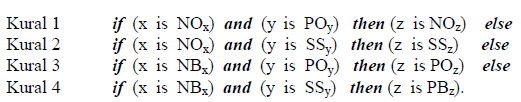 Kural 1 if (x is NOx) and (y is POy) then (z is NOz) else
Kural 2 if (x is NOx) and (y is SSy) then (z is SSz) else
Kural 3 if (x is NBx) and (y is POy) then (z is POz) else
Kural 4 if (x is NBx) and (y is SSy) then (z is PBz).